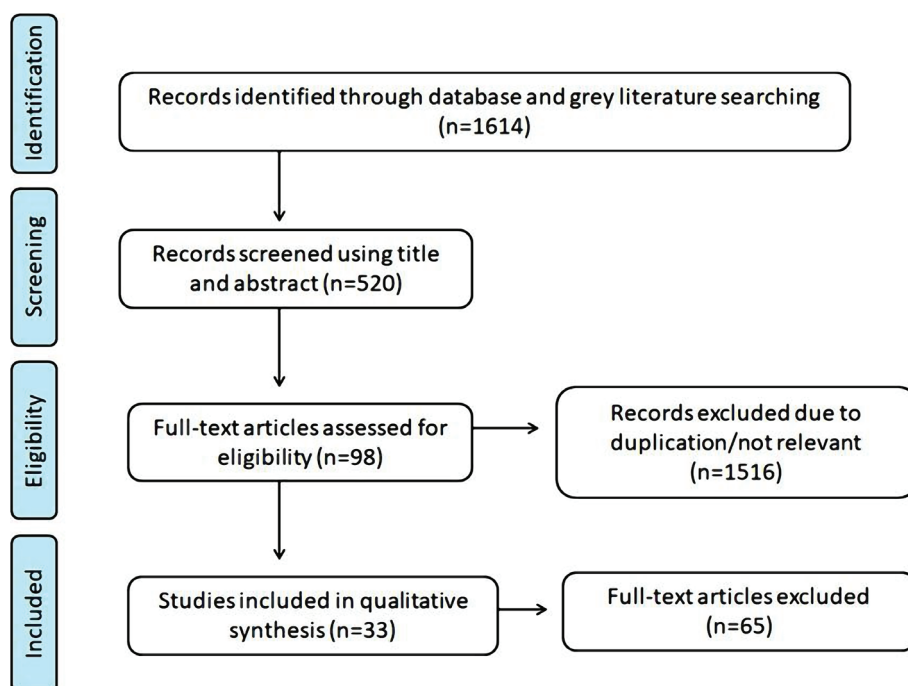 Identification
Records identified through database and grey literature searching
(n=1614)
Screening
Records screened using title
and abstract (n=520)
Eligibility
Full-text articles assessed for
eligibility (n=98)
Records excluded due to
duplication/not relevant
(n=1516)
Included
Studies included in qualitative
synthesis (n=33)
Full-text articles excluded
(n=65)